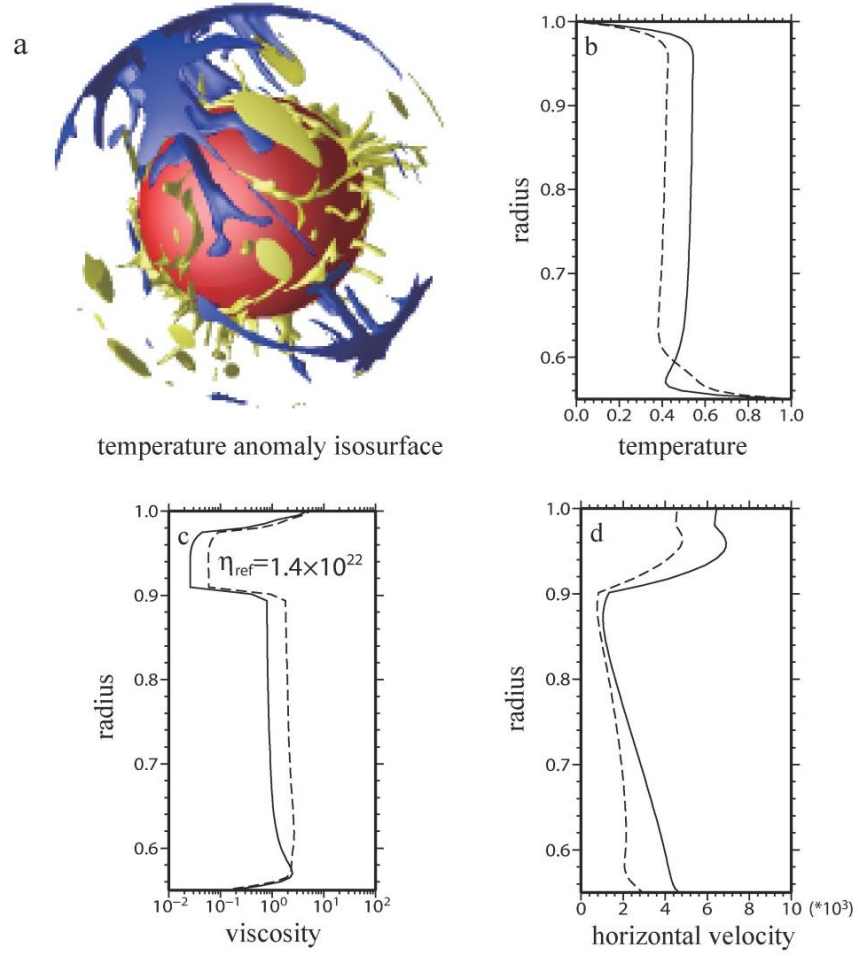 a
temperature anomaly isosurface
b
1.0
0.9
0.8
0.7
0.6
radius
0.0 0.2 0.4 0.6 0.8 1.0
temperature
c
η_ref=1.4×10²²
1.0
0.9
0.8
0.7
0.6
radius
10⁻² 10⁻¹ 10⁰ 10¹ 10²
viscosity
d
1.0
0.9
0.8
0.7
0.6
radius
0 2 4 6 8 10 (*10³)
horizontal velocity